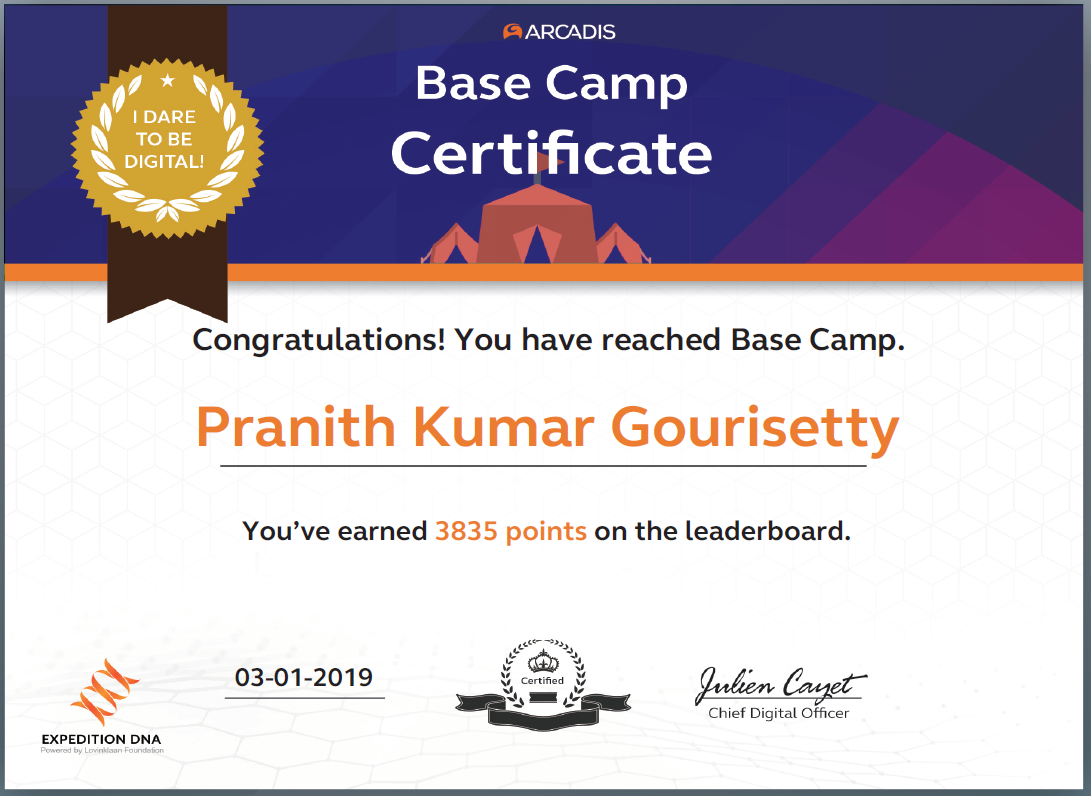 ARCADIS
Base Camp
Certificate
I DARE
TO BE
DIGITAL!
Congratulations! You have reached Base Camp.
Pranith Kumar Gourisetty
You've earned 3835 points on the leaderboard.
03-01-2019
Certified
Julien Cayet
Chief Digital Officer
EXPEDITION DNA
Powered by Lovinklaan Foundation